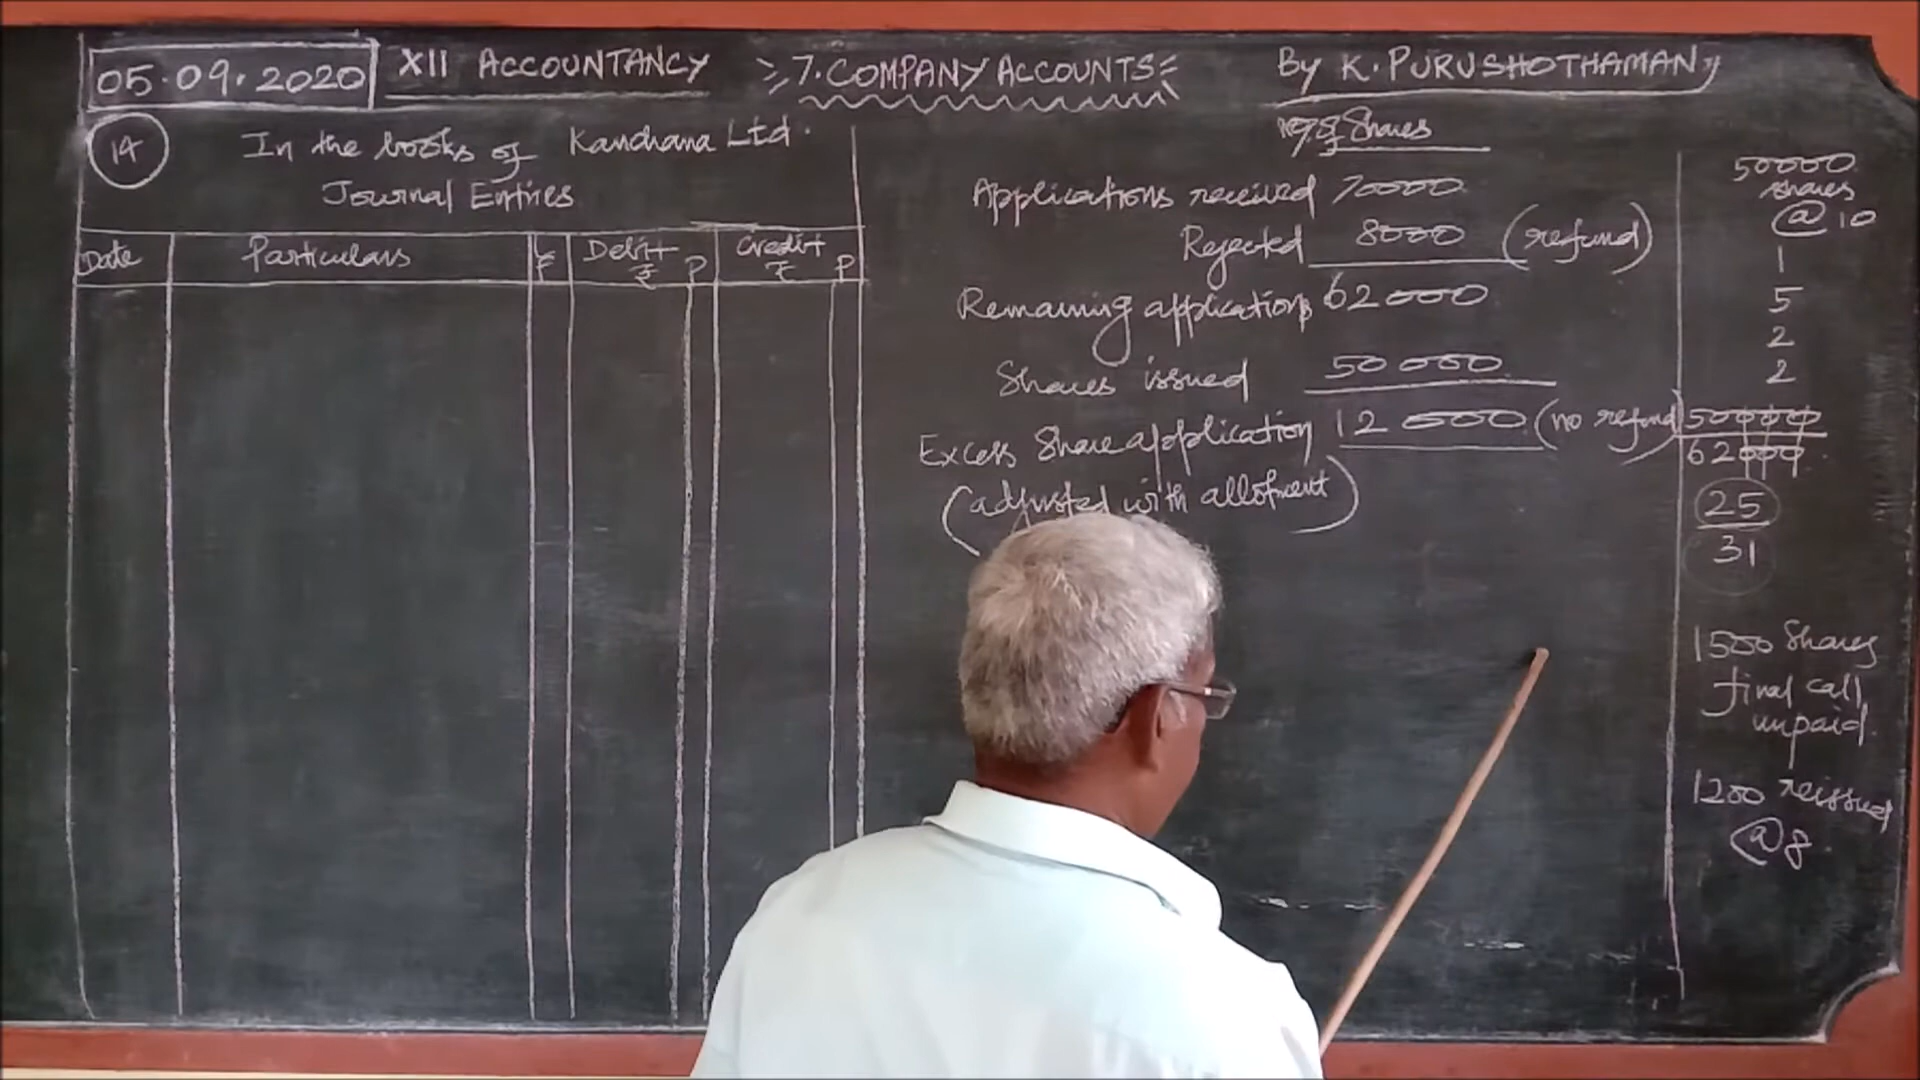 05.09.2020 XII ACCOUNTANCY 7. COMPANY ACCOUNTS By K. PURUSHOTHAMAN
14 In the books of Kanchana Ltd.
Journal Entries
Date Particulars Debit ₹ P Credit ₹ P
Shares
Applications received 70000
Rejected 8000 (refund)
Remaining applications 62000
Shares issued 50000
Excess Share application 12000 (no refund)
(adjusted with allotment)
50000
shares
@ 10
1
5
2
2
50000
62000
25
31
1500 Shares
final call
unpaid.
1200 reissued
@ 8